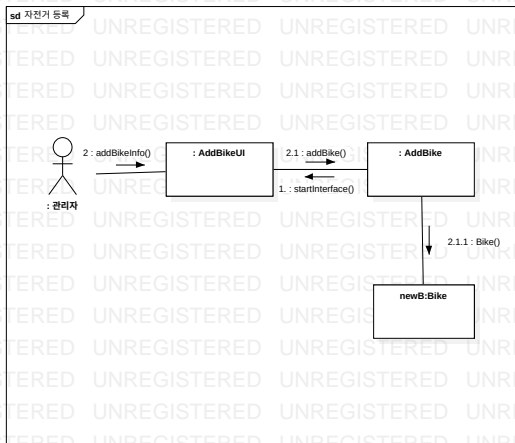 sd 자전거 등록
2 : addBikeInfo()
: AddBikeUI
2.1 : addBike()
: AddBike
1. : startInterface()
: 관리자
2.1.1 : Bike()
newB:Bike
UNREGISTERED